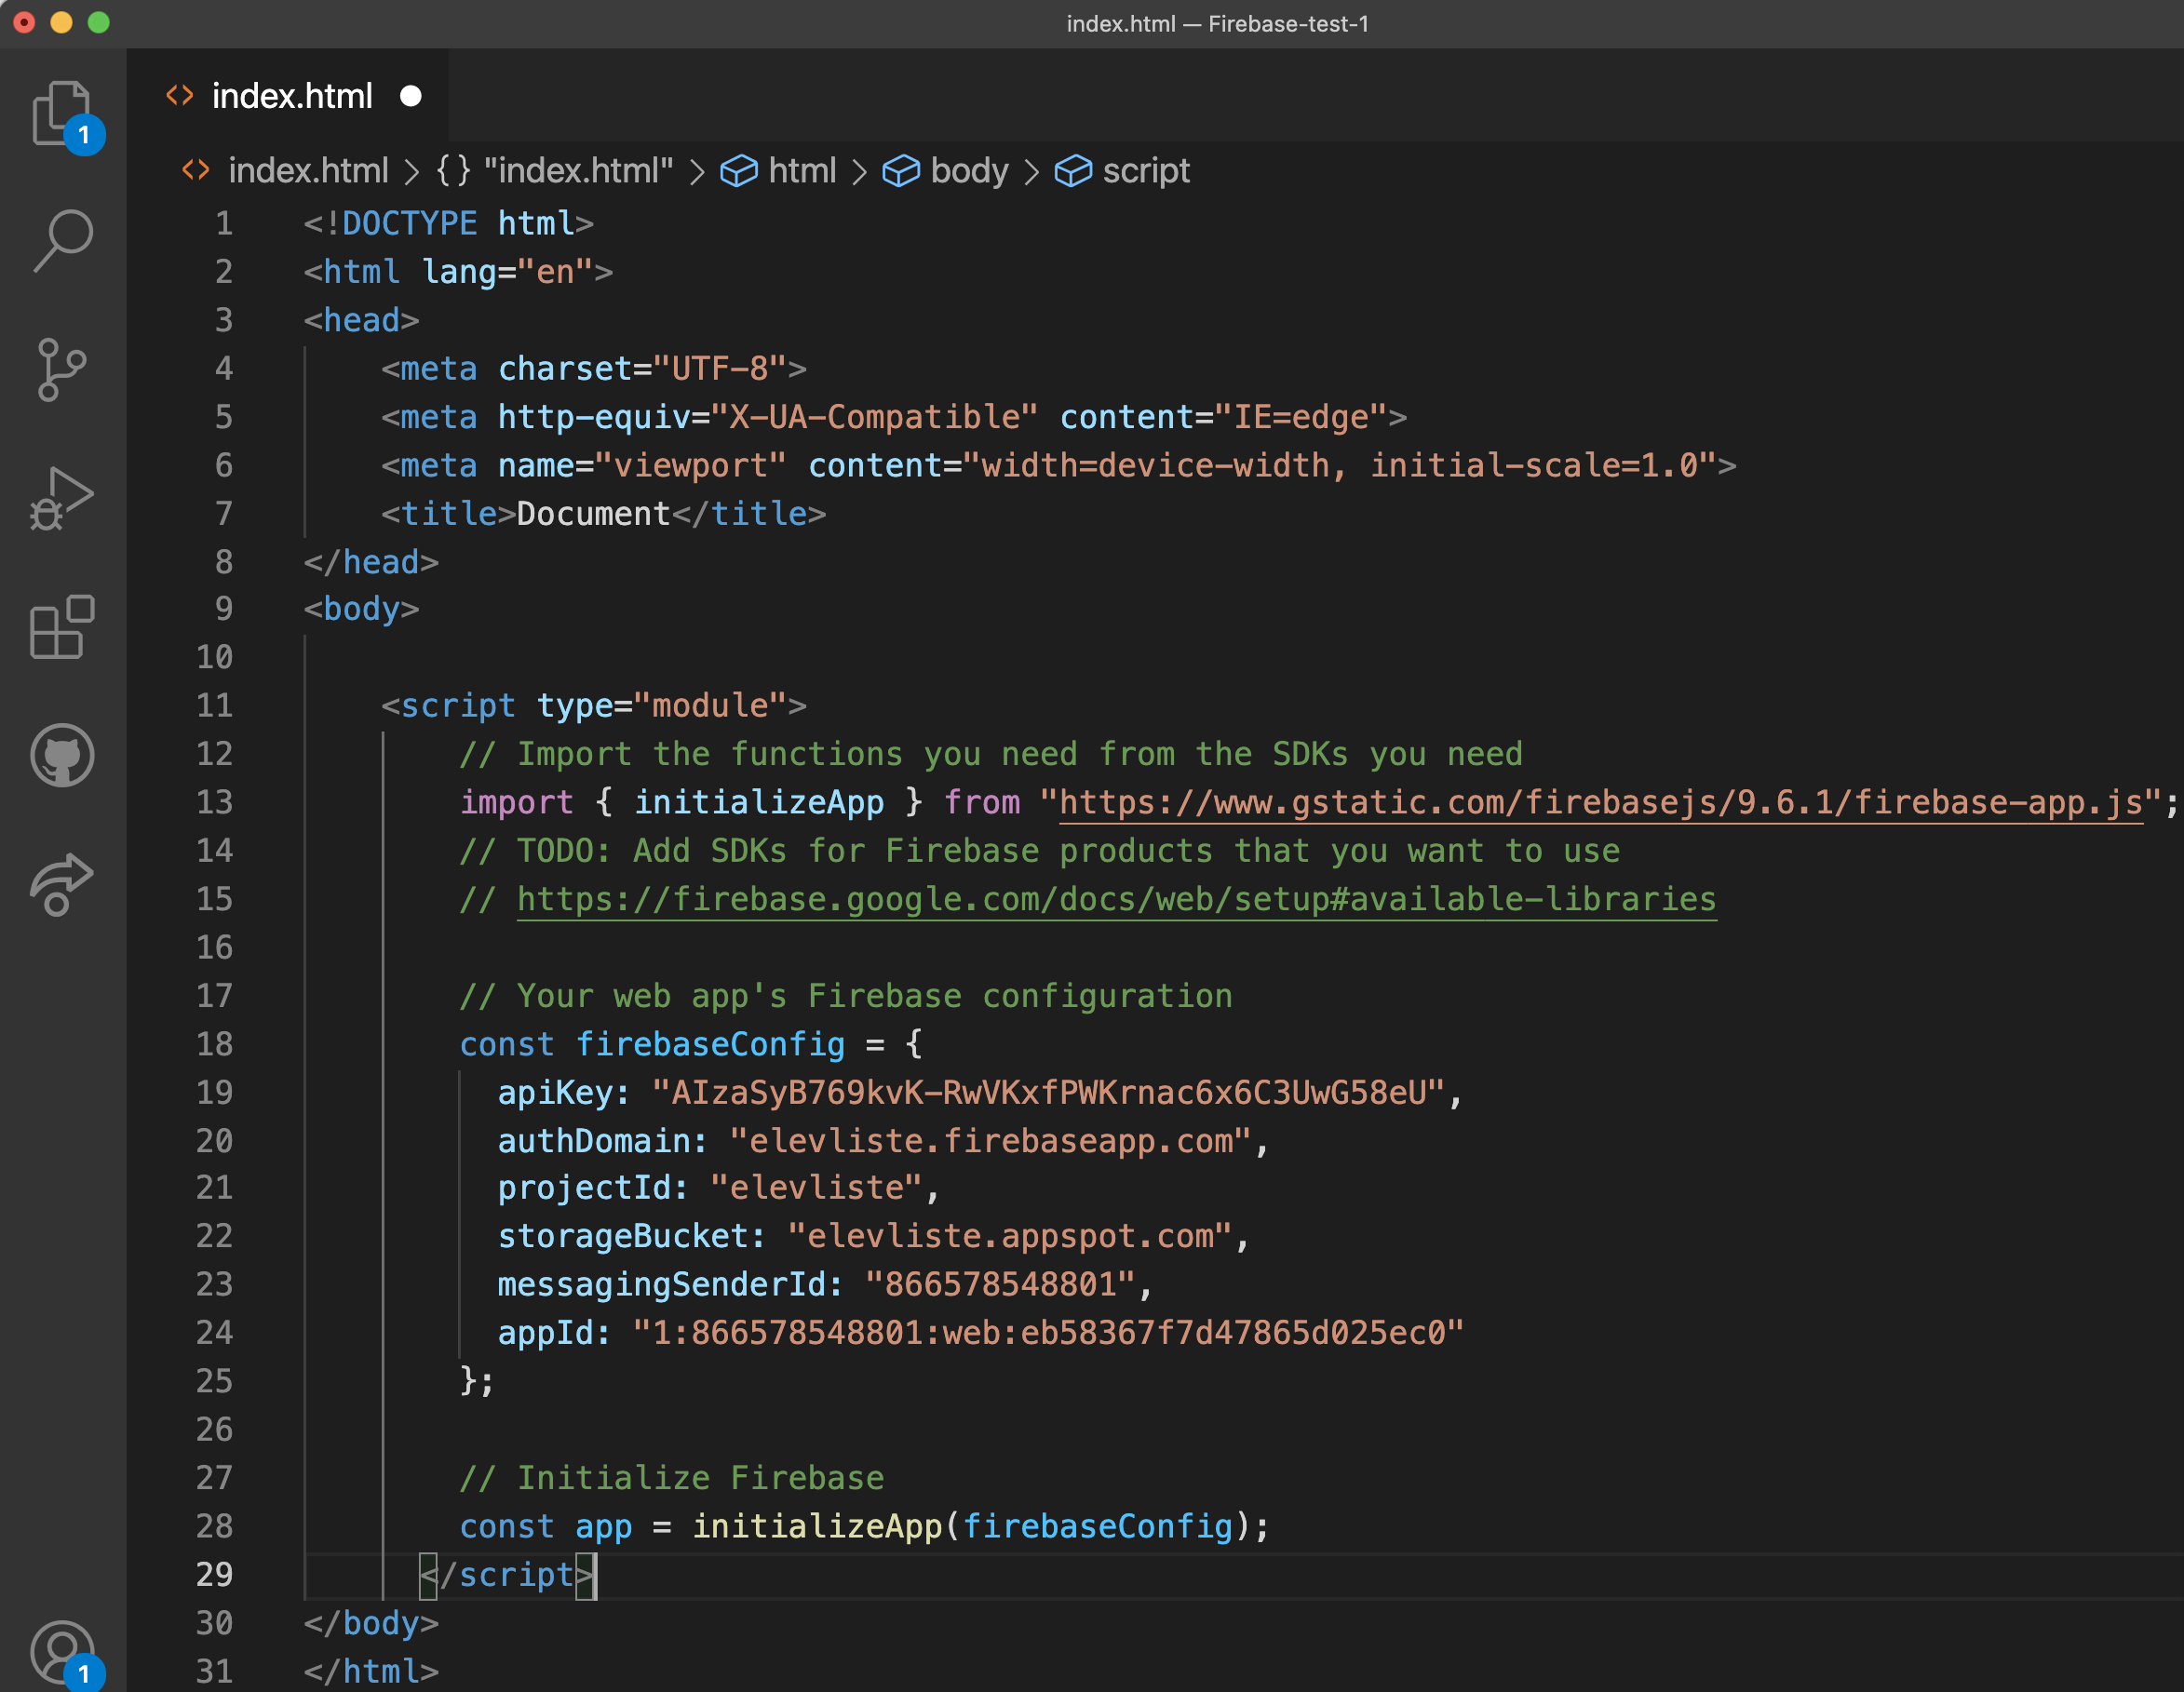 index.html — Firebase-test-1
index.html
1
index.html > {} "index.html" > html > body > script
1 <!DOCTYPE html>
2 <html lang="en">
3 <head>
4 <meta charset="UTF-8">
5 <meta http-equiv="X-UA-Compatible" content="IE=edge">
6 <meta name="viewport" content="width=device-width, initial-scale=1.0">
7 <title>Document</title>
8 </head>
9 <body>
10
11 <script type="module">
12 // Import the functions you need from the SDKs you need
13 import { initializeApp } from "https://www.gstatic.com/firebasejs/9.6.1/firebase-app.js";
14 // TODO: Add SDKs for Firebase products that you want to use
15 // https://firebase.google.com/docs/web/setup#available-libraries
16
17 // Your web app's Firebase configuration
18 const firebaseConfig = {
19 apiKey: "AIzaSyB769kvK-RwVKxfPWKrnac6x6C3UwG58eU",
20 authDomain: "elevliste.firebaseapp.com",
21 projectId: "elevliste",
22 storageBucket: "elevliste.appspot.com",
23 messagingSenderId: "866578548801",
24 appId: "1:866578548801:web:eb58367f7d47865d025ec0"
25 };
26
27 // Initialize Firebase
28 const app = initializeApp(firebaseConfig);
29 </script>
30 </body>
31 </html>
1